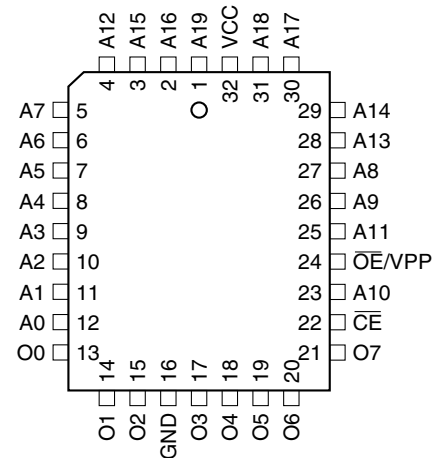 A12 A15 A16 A19 VCC A18 A17
4 3 2 1 32 31 30
A7 5 29 A14
A6 6 28 A13
A5 7 27 A8
A4 8 26 A9
A3 9 25 A11
A2 10 24 O̅E̅/VPP
A1 11 23 A10
A0 12 22 C̅E̅
O0 13 21 O7
14 15 16 17 18 19 20
O1 O2 GND O3 O4 O5 O6